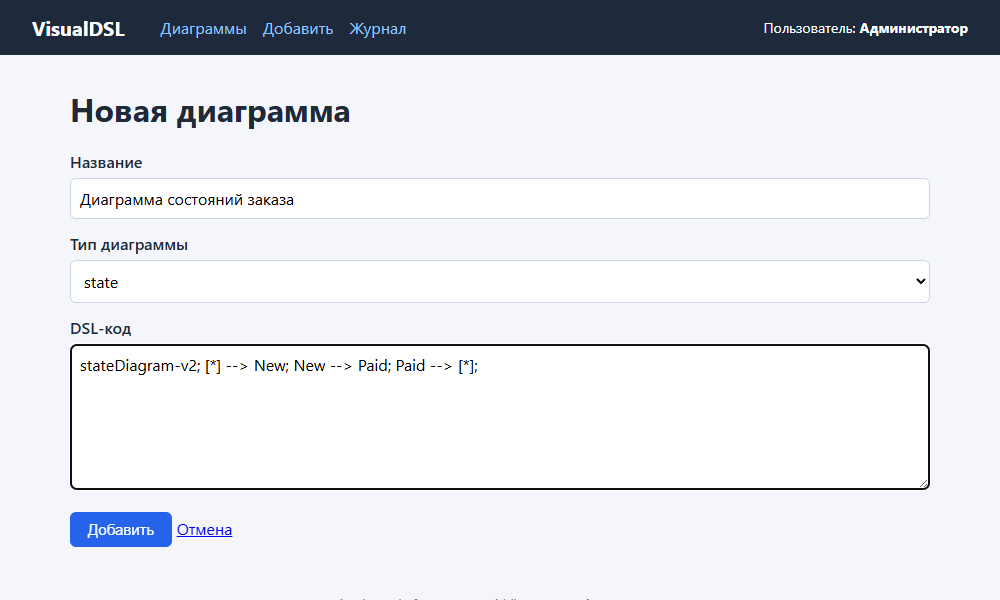 VisualDSL Диаграммы Добавить Журнал Пользователь: Администратор
Новая диаграмма
Название
Диаграмма состояний заказа
Тип диаграммы
state
DSL-код
stateDiagram-v2; [*] --> New; New --> Paid; Paid --> [*];
Добавить Отмена